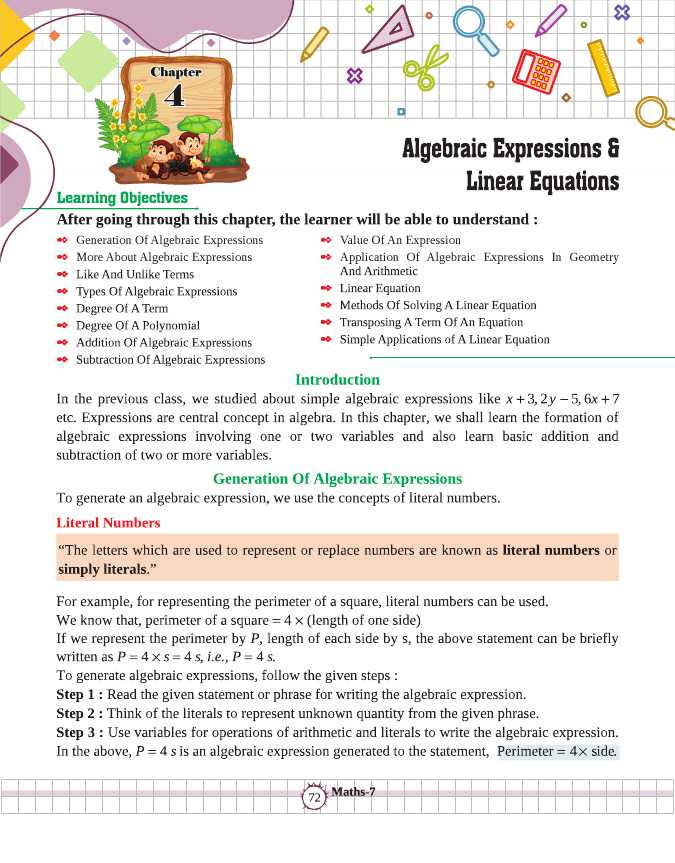 Chapter
4
Algebraic Expressions &
Linear Equations
Learning Objectives
After going through this chapter, the learner will be able to understand :
Generation Of Algebraic Expressions
More About Algebraic Expressions
Like And Unlike Terms
Types Of Algebraic Expressions
Degree Of A Term
Degree Of A Polynomial
Addition Of Algebraic Expressions
Subtraction Of Algebraic Expressions
Value Of An Expression
Application Of Algebraic Expressions In Geometry
And Arithmetic
Linear Equation
Methods Of Solving A Linear Equation
Transposing A Term Of An Equation
Simple Applications of A Linear Equation
Introduction
In the previous class, we studied about simple algebraic expressions like x + 3, 2y − 5, 6x + 7
etc. Expressions are central concept in algebra. In this chapter, we shall learn the formation of
algebraic expressions involving one or two variables and also learn basic addition and
subtraction of two or more variables.
Generation Of Algebraic Expressions
To generate an algebraic expression, we use the concepts of literal numbers.
Literal Numbers
“The letters which are used to represent or replace numbers are known as literal numbers or
simply literals.”
For example, for representing the perimeter of a square, literal numbers can be used.
We know that, perimeter of a square = 4 × (length of one side)
If we represent the perimeter by P, length of each side by s, the above statement can be briefly
written as P = 4 × s = 4 s, i.e., P = 4 s.
To generate algebraic expressions, follow the given steps :
Step 1 : Read the given statement or phrase for writing the algebraic expression.
Step 2 : Think of the literals to represent unknown quantity from the given phrase.
Step 3 : Use variables for operations of arithmetic and literals to write the algebraic expression.
In the above, P = 4 s is an algebraic expression generated to the statement, Perimeter = 4× side.
72 Maths-7